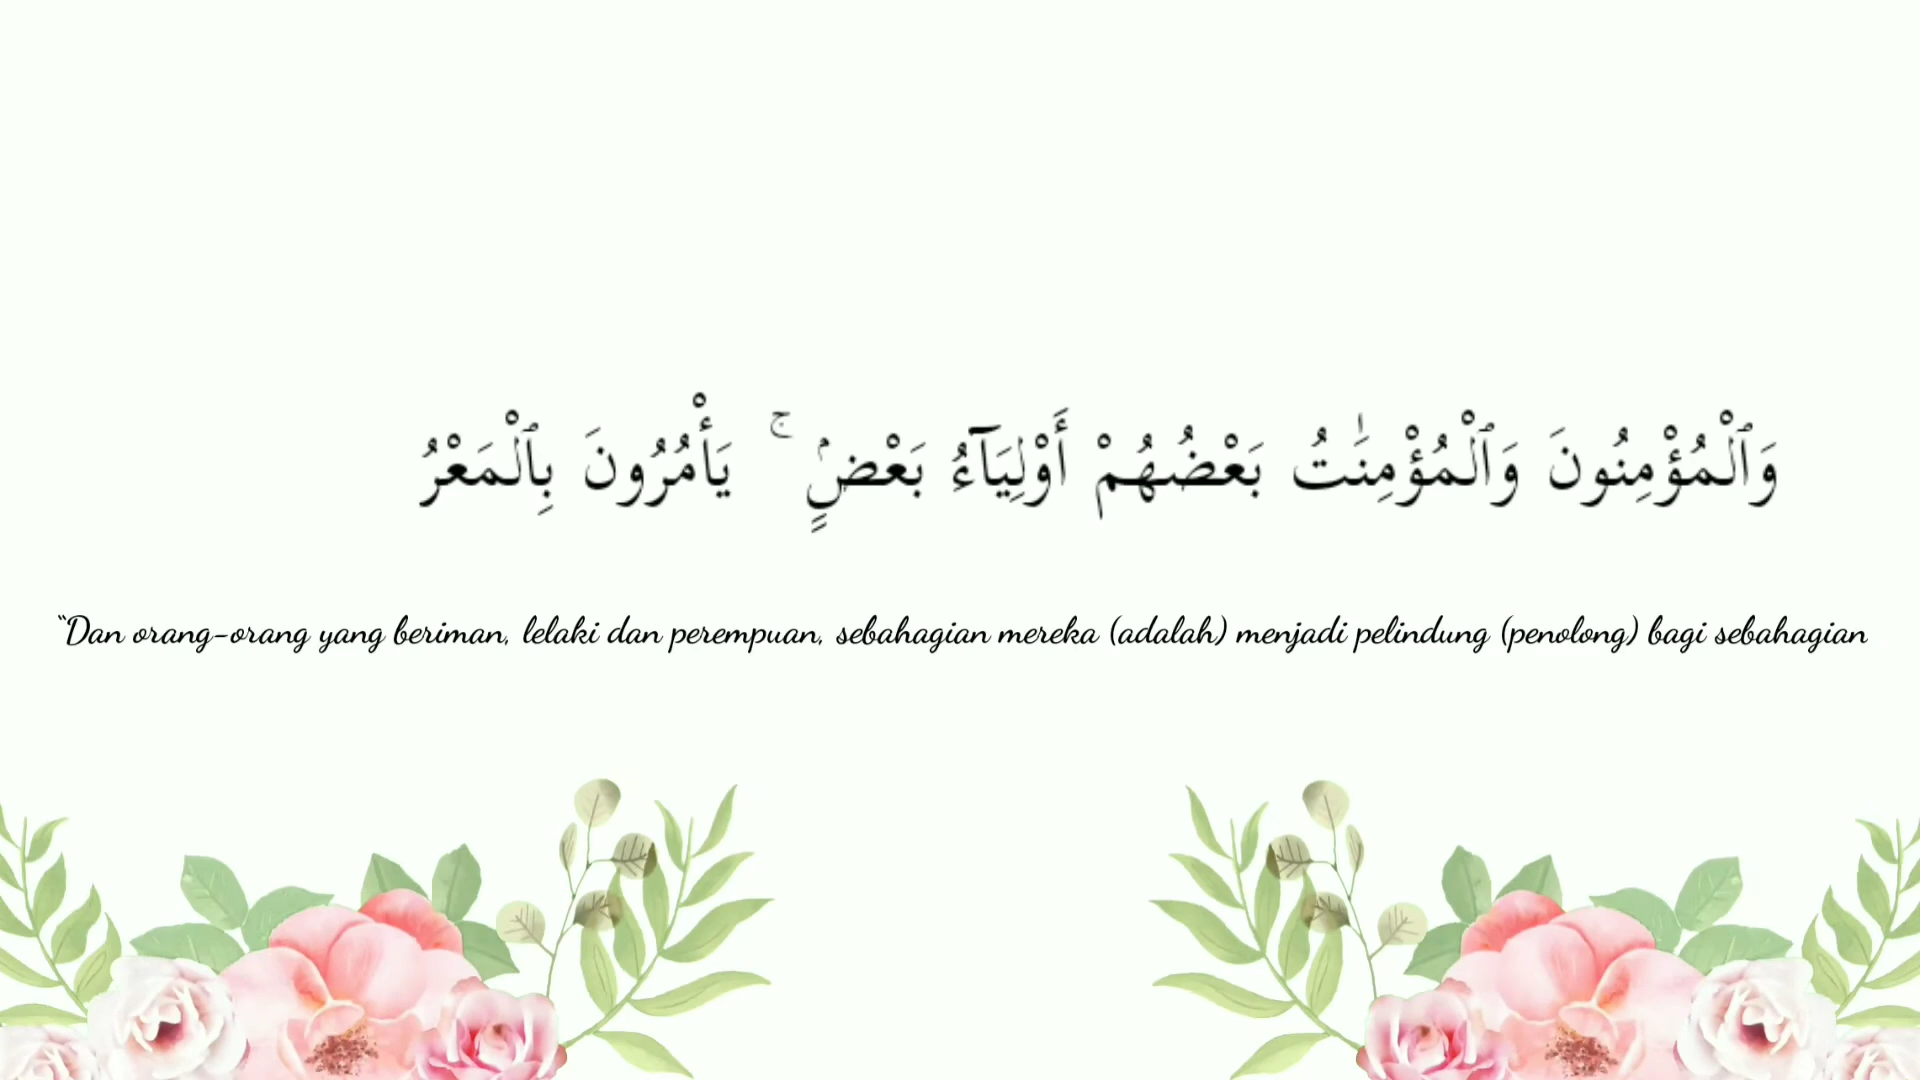 وَٱلْمُؤْمِنُونَ وَٱلْمُؤْمِنَٰتُ بَعْضُهُمْ أَوْلِيَآءُ بَعْضٍۢ ۚ يَأْمُرُونَ بِٱلْمَعْرُ
“Dan orang-orang yang beriman, lelaki dan perempuan, sebahagian mereka (adalah) menjadi pelindung (penolong) bagi sebahagian